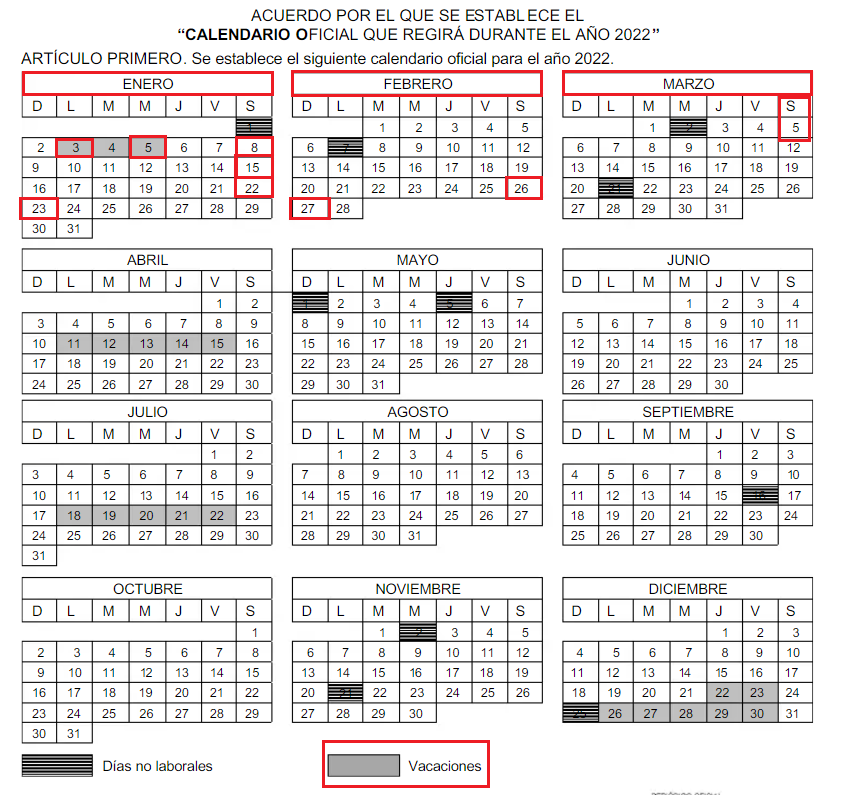 ACUERDO POR EL QUE SE ESTABLECE EL
“CALENDARIO OFICIAL QUE REGIRÁ DURANTE EL AÑO 2022”
ARTÍCULO PRIMERO. Se establece el siguiente calendario oficial para el año 2022.
ENERO
D L M M J V S
1
2 3 4 5 6 7 8
9 10 11 12 13 14 15
16 17 18 19 20 21 22
23 24 25 26 27 28 29
30 31
FEBRERO
D L M M J V S
1 2 3 4 5
6 7 8 9 10 11 12
13 14 15 16 17 18 19
20 21 22 23 24 25 26
27 28
MARZO
D L M M J V S
1 2 3 4 5
6 7 8 9 10 11 12
13 14 15 16 17 18 19
20 21 22 23 24 25 26
27 28 29 30 31
ABRIL
D L M M J V S
1 2
3 4 5 6 7 8 9
10 11 12 13 14 15 16
17 18 19 20 21 22 23
24 25 26 27 28 29 30
MAYO
D L M M J V S
1 2 3 4 5 6 7
8 9 10 11 12 13 14
15 16 17 18 19 20 21
22 23 24 25 26 27 28
29 30 31
JUNIO
D L M M J V S
1 2 3 4
5 6 7 8 9 10 11
12 13 14 15 16 17 18
19 20 21 22 23 24 25
26 27 28 29 30
JULIO
D L M M J V S
1 2
3 4 5 6 7 8 9
10 11 12 13 14 15 16
17 18 19 20 21 22 23
24 25 26 27 28 29 30
31
AGOSTO
D L M M J V S
1 2 3 4 5 6
7 8 9 10 11 12 13
14 15 16 17 18 19 20
21 22 23 24 25 26 27
28 29 30 31
SEPTIEMBRE
D L M M J V S
1 2 3
4 5 6 7 8 9 10
11 12 13 14 15 16 17
18 19 20 21 22 23 24
25 26 27 28 29 30
OCTUBRE
D L M M J V S
1
2 3 4 5 6 7 8
9 10 11 12 13 14 15
16 17 18 19 20 21 22
23 24 25 26 27 28 29
30 31
NOVIEMBRE
D L M M J V S
1 2 3 4 5
6 7 8 9 10 11 12
13 14 15 16 17 18 19
20 21 22 23 24 25 26
27 28 29 30
DICIEMBRE
D L M M J V S
1 2 3
4 5 6 7 8 9 10
11 12 13 14 15 16 17
18 19 20 21 22 23 24
25 26 27 28 29 30 31
Días no laborales
Vacaciones